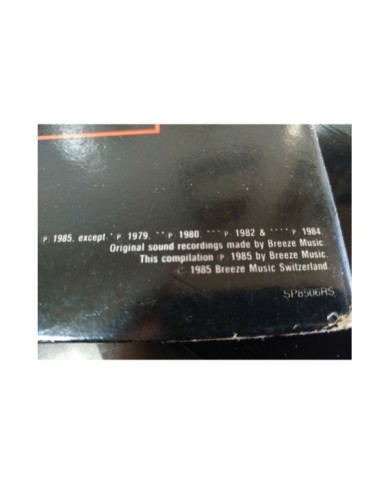 ℗ 1985, except * ℗ 1979, ** ℗ 1980, *** ℗ 1982 & **** ℗ 1984.
Original sound recordings made by Breeze Music.
This compilation ℗ 1985 by Breeze Music.
© 1985 Breeze Music Switzerland
SP8506RS